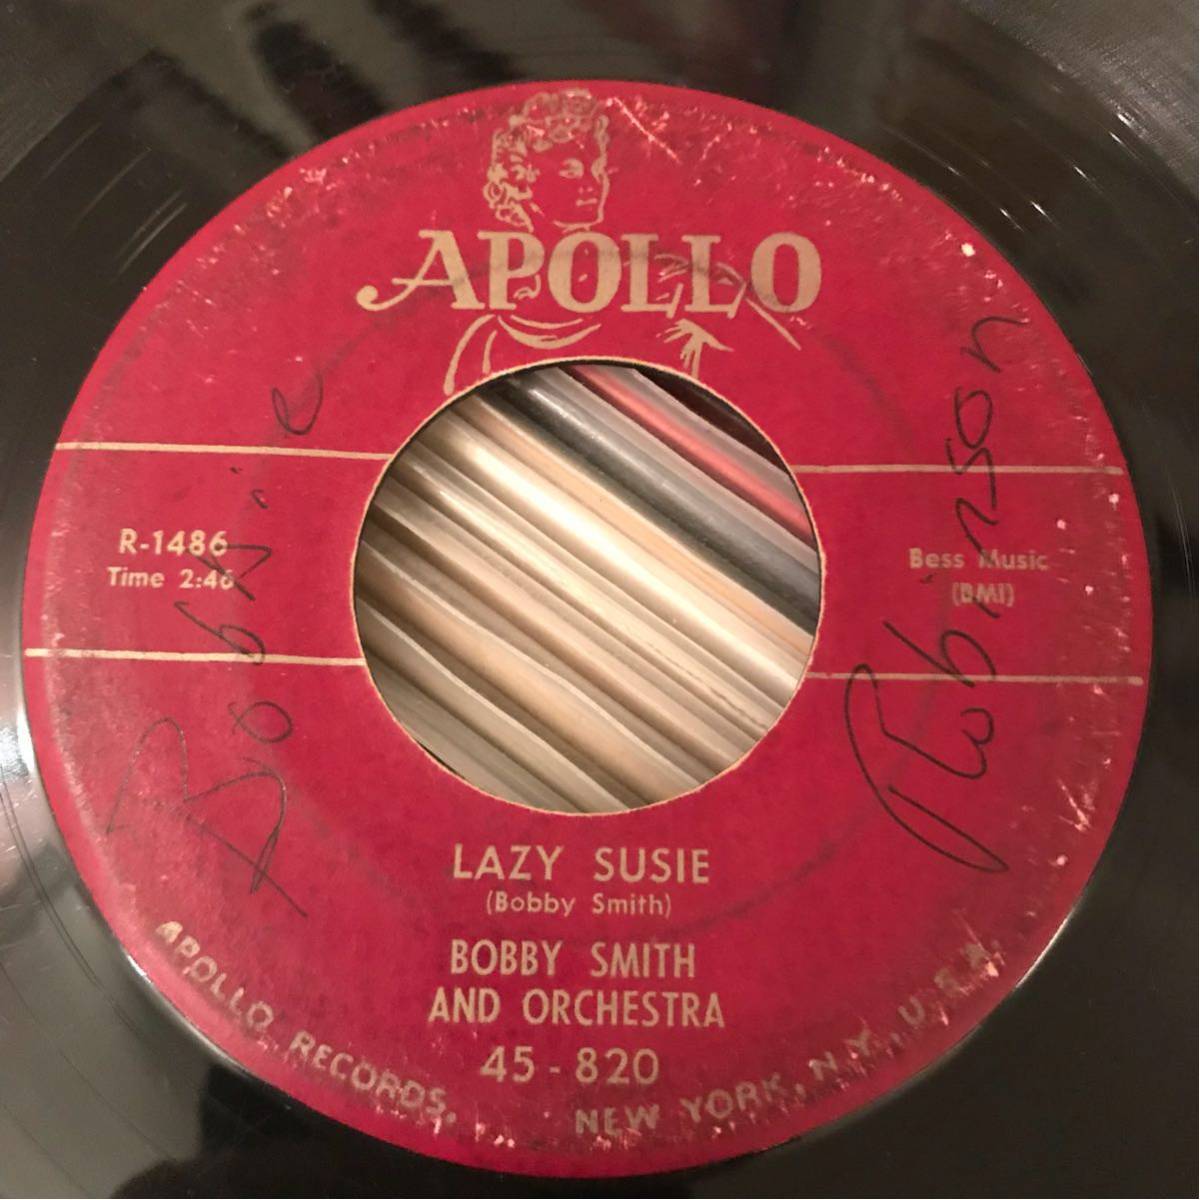 APOLLO
R-1486
Time 2:46
Bess Music
(BMI)
Bobbie
Robinson
LAZY SUSIE
(Bobby Smith)
BOBBY SMITH
AND ORCHESTRA
45-820
APOLLO RECORDS, NEW YORK, N.Y., U.S.A.